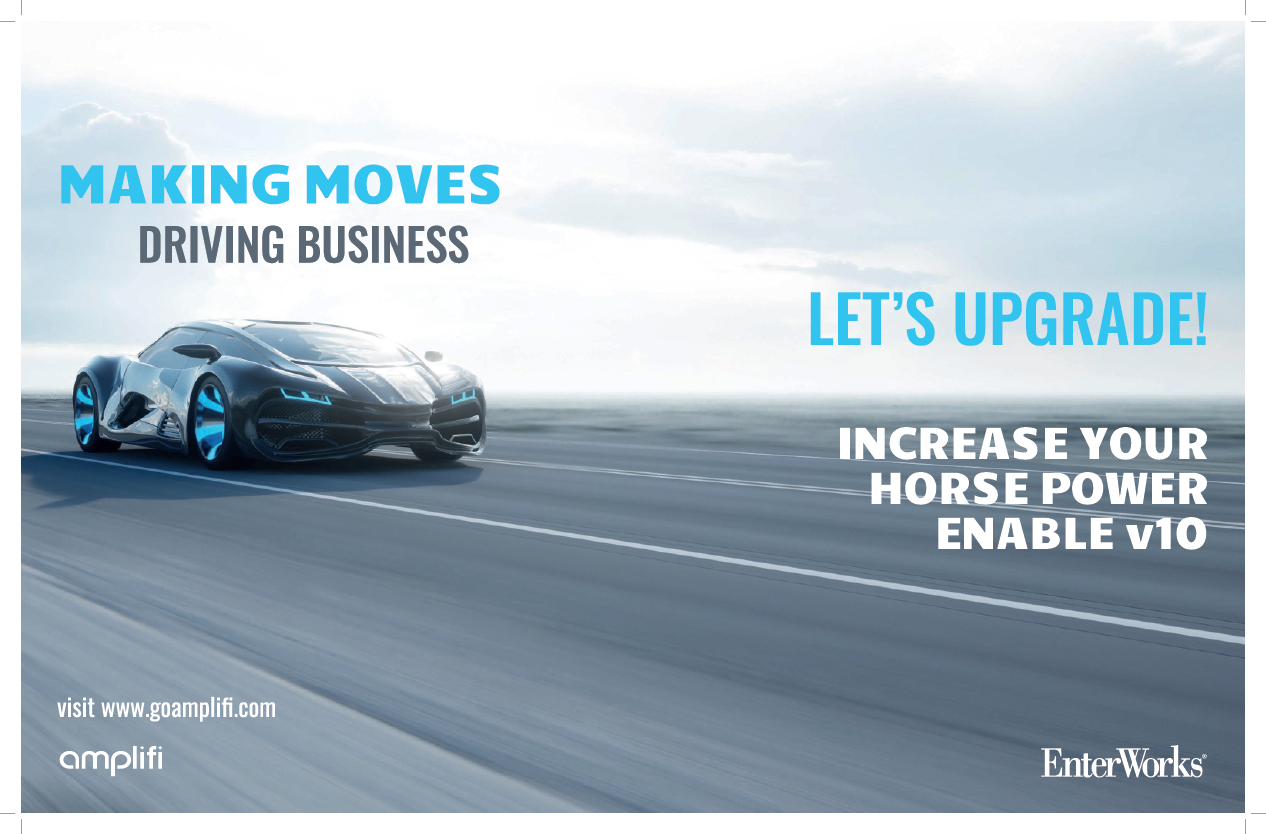 MAKING MOVES
DRIVING BUSINESS
LET'S UPGRADE!
INCREASE YOUR
HORSE POWER
ENABLE v10
visit www.goamplifi.com
amplifi
EnterWorks®